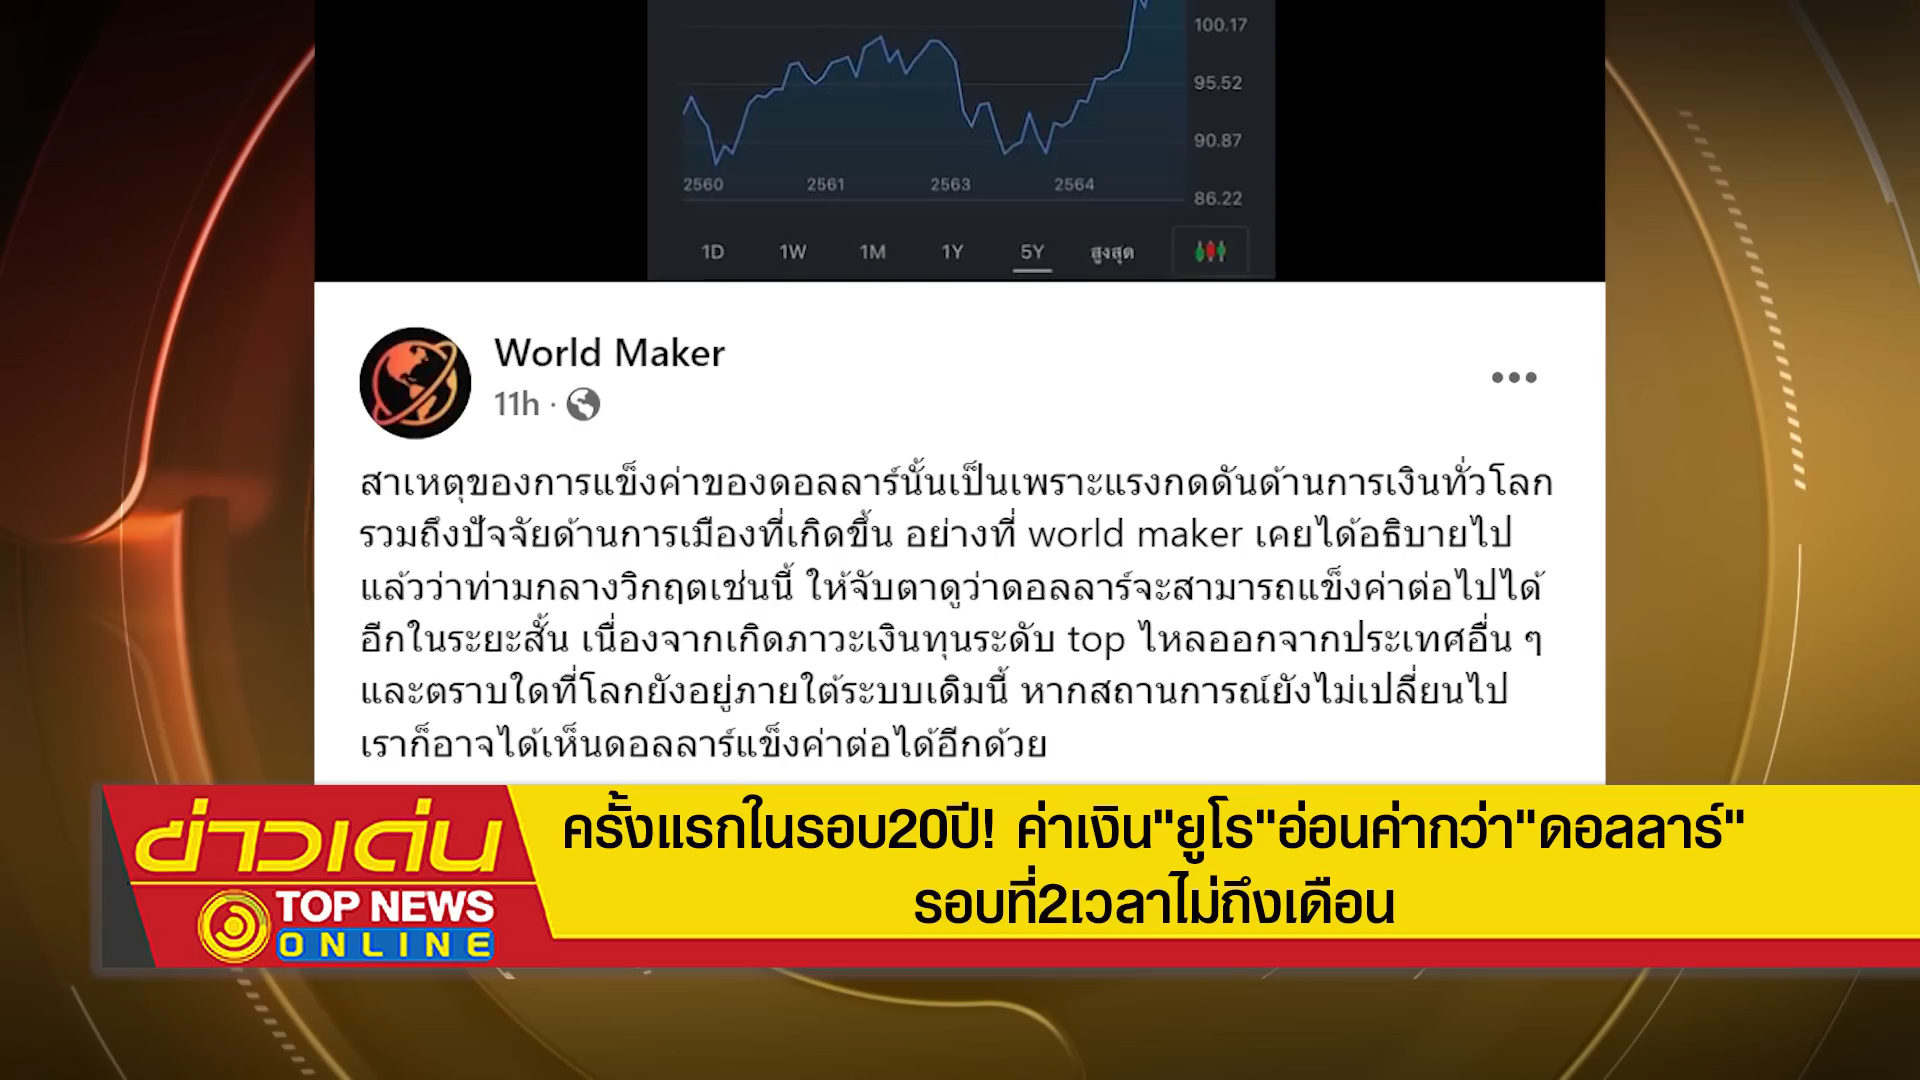 100.17
95.52
90.87
86.22
2560 2561 2563 2564
1D 1W 1M 1Y 5Y สูงสุด
World Maker
11h ·
สาเหตุของการแข็งค่าของดอลลาร์นั้นเป็นเพราะแรงกดดันด้านการเงินทั่วโลก
รวมถึงปัจจัยด้านการเมืองที่เกิดขึ้น อย่างที่ world maker เคยได้อธิบายไป
แล้วว่าท่ามกลางวิกฤตเช่นนี้ ให้จับตาดูว่าดอลลาร์จะสามารถแข็งค่าต่อไปได้
อีกในระยะสั้น เนื่องจากเกิดภาวะเงินทุนระดับ top ไหลออกจากประเทศอื่น ๆ
และตราบใดที่โลกยังอยู่ภายใต้ระบบเดิมนี้ หากสถานการณ์ยังไม่เปลี่ยนไป
เราก็อาจได้เห็นดอลลาร์แข็งค่าต่อได้อีกด้วย
ข่าวเด่น
TOP NEWS
ONLINE
ครั้งแรกในรอบ20ปี! ค่าเงิน"ยูโร"อ่อนค่ากว่า"ดอลลาร์"
รอบที่2เวลาไม่ถึงเดือน